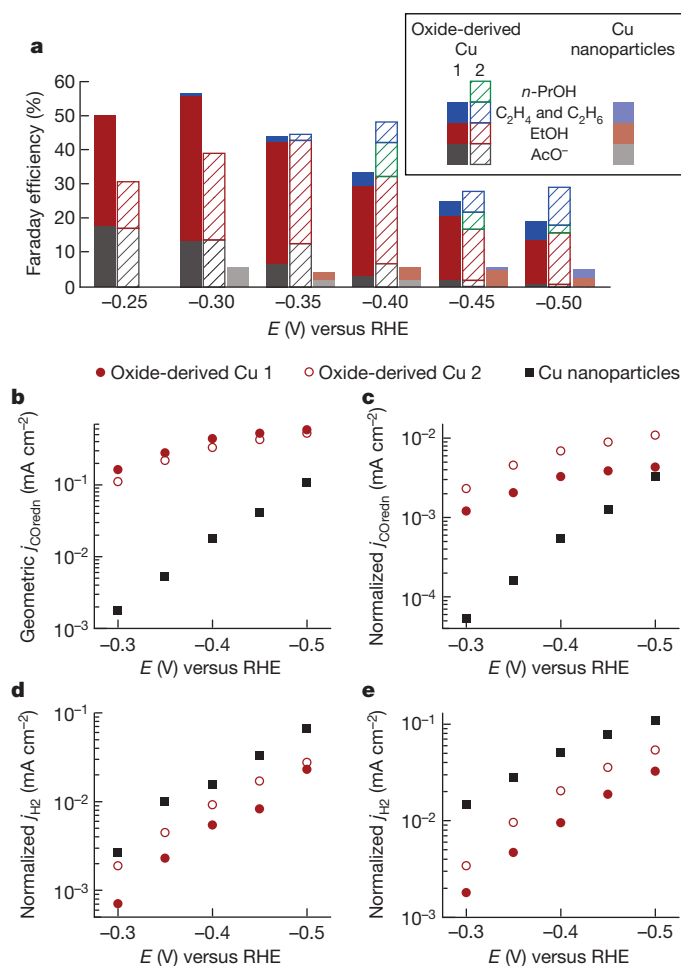 a
Oxide-derived Cu
Cu nanoparticles
1 2
n-PrOH
C2H4 and C2H6
EtOH
AcO−
Faraday efficiency (%)
60
50
40
30
20
10
0
−0.25 −0.30 −0.35 −0.40 −0.45 −0.50
E (V) versus RHE
Oxide-derived Cu 1 Oxide-derived Cu 2 Cu nanoparticles
b
Geometric jCOredn (mA cm−2)
10−1
10−2
10−3
−0.3 −0.4 −0.5
E (V) versus RHE
c
Normalized jCOredn (mA cm−2)
10−2
10−3
10−4
−0.3 −0.4 −0.5
E (V) versus RHE
d
Normalized jH2 (mA cm−2)
10−1
10−2
10−3
−0.3 −0.4 −0.5
E (V) versus RHE
e
Normalized jH2 (mA cm−2)
10−1
10−2
10−3
−0.3 −0.4 −0.5
E (V) versus RHE